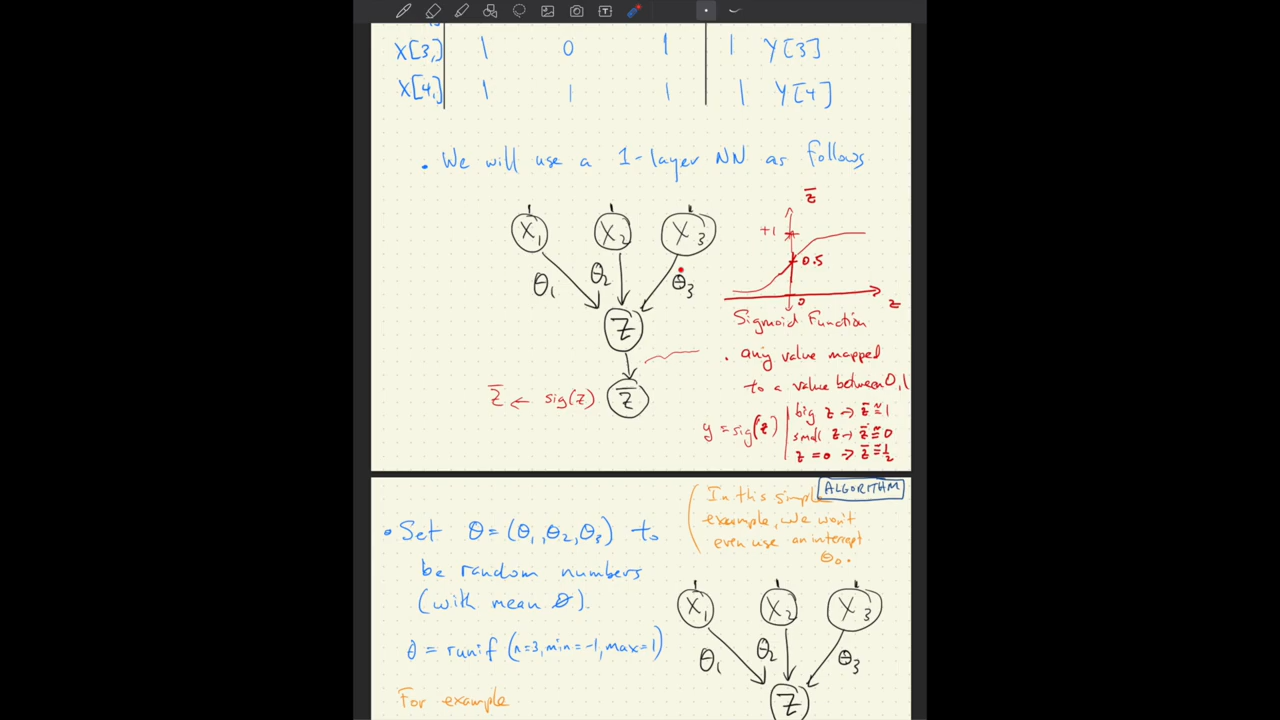 X[3,] 1 0 1 1 Y[3]
X[4,] 1 1 1 1 Y[4]
• We will use a 1-layer NN as follows
X₁ X₂ X₃
θ₁ θ₂ θ₃
Z
Z̅ ← sig(z) Z̅
Z̅
+1
0.5
0
z
Sigmoid Function
• any value mapped
to a value between 0,1
y = sig(z)
big z → z̅ ≅ 1
small z → z̅ ≅ 0
z = 0 → z̅ ≅ 1/2
ALGORITHM
In this simple
example, we won't
even use an intercept
θ₀.
• Set θ = (θ₁, θ₂, θ₃) to
be random numbers
(with mean 0).
θ = runif (n=3, min=-1, max=1)
For example
X₁ X₂ X₃
θ₁ θ₂ θ₃
Z